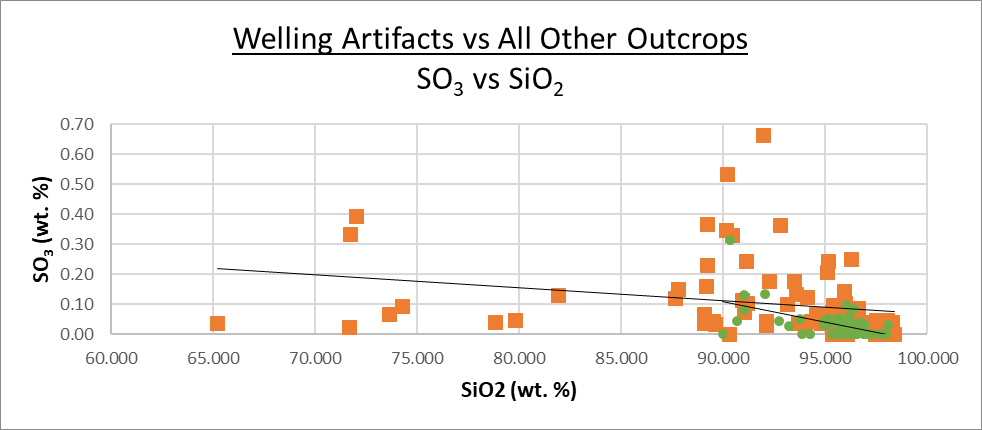 Welling Artifacts vs All Other Outcrops
SO₃ vs SiO₂
0.70
0.60
0.50
0.40
0.30
0.20
0.10
0.00
SO₃ (wt. %)
60.000 65.000 70.000 75.000 80.000 85.000 90.000 95.000 100.000
SiO2 (wt. %)